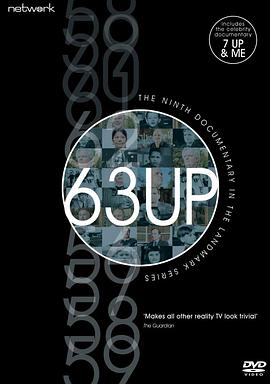 network
includes
the celebrity
documentary
7 UP
& ME
THE NINTH DOCUMENTARY IN THE LANDMARK SERIES
63UP
'Makes all other reality TV look trivial'
The Guardian
DVD
VIDEO